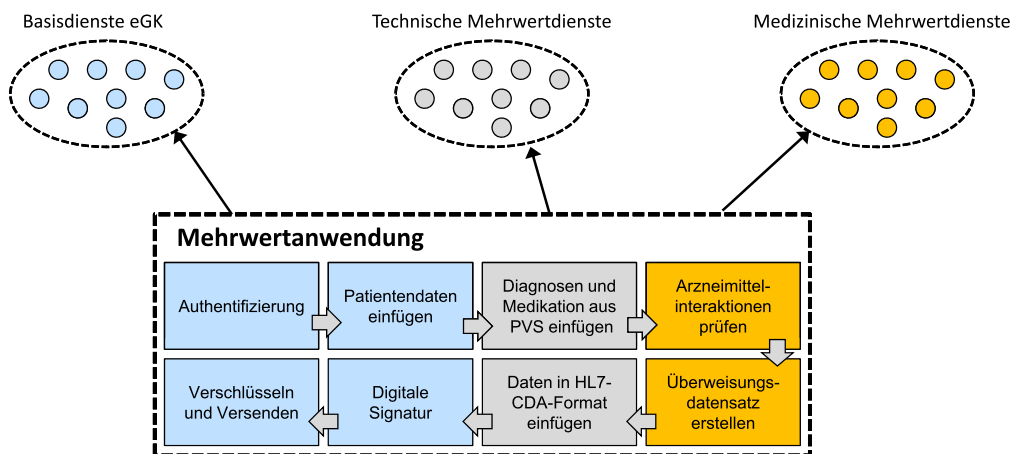 Basisdienste eGK
Technische Mehrwertdienste
Medizinische Mehrwertdienste
Mehrwertanwendung
Authentifizierung
Patientendaten
einfügen
Diagnosen und
Medikation aus
PVS einfügen
Arzneimittel-
interaktionen
prüfen
Verschlüsseln
und Versenden
Digitale
Signatur
Daten in HL7-
CDA-Format
einfügen
Überweisungs-
datensatz
erstellen